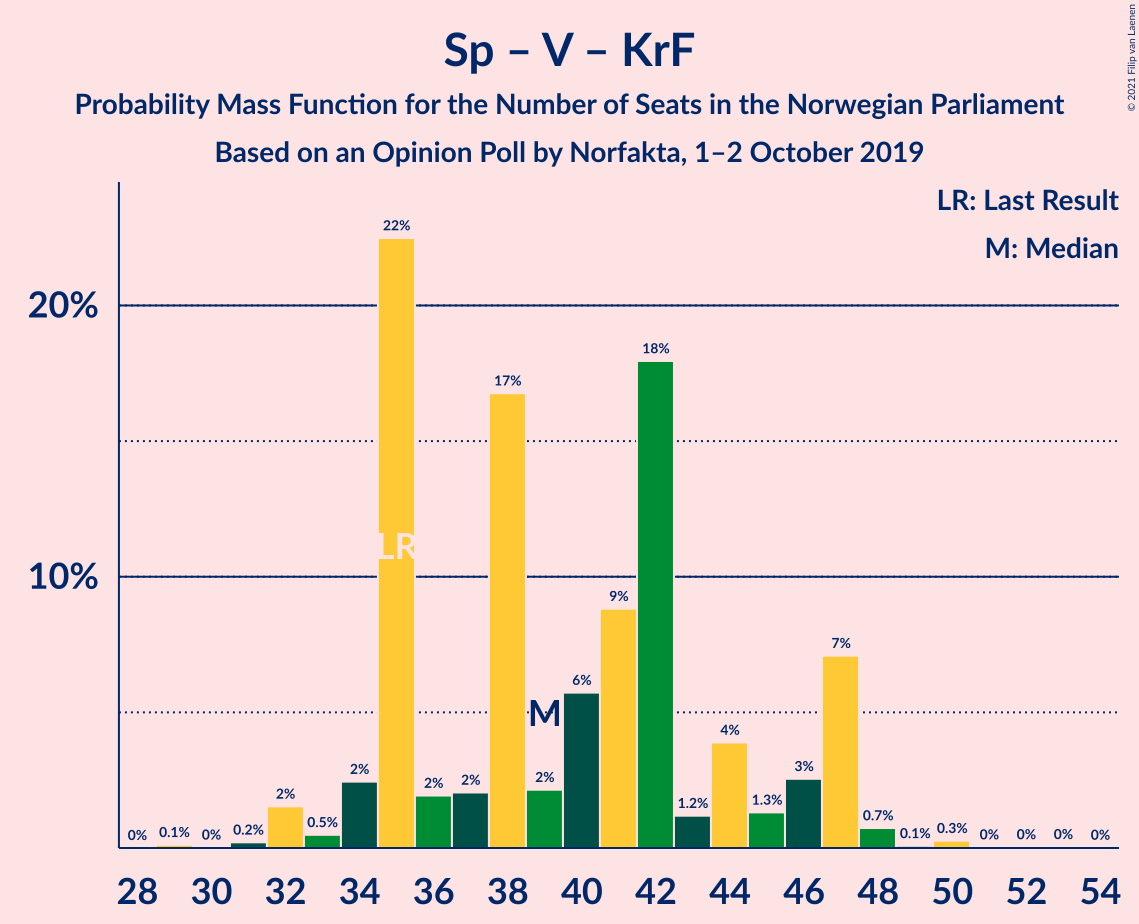 Sp – V – KrF
Probability Mass Function for the Number of Seats in the Norwegian Parliament
Based on an Opinion Poll by Norfakta, 1–2 October 2019
© 2021 Filip van Laenen
LR: Last Result
M: Median
20%
10%
0% 0.1% 0% 0.2% 2% 0.5% 2% 22% 2% 2% 17% 2% 6% 9% 18% 1.2% 4% 1.3% 3% 7% 0.7% 0.1% 0.3% 0% 0% 0% 0%
LR
M
28 30 32 34 36 38 40 42 44 46 48 50 52 54